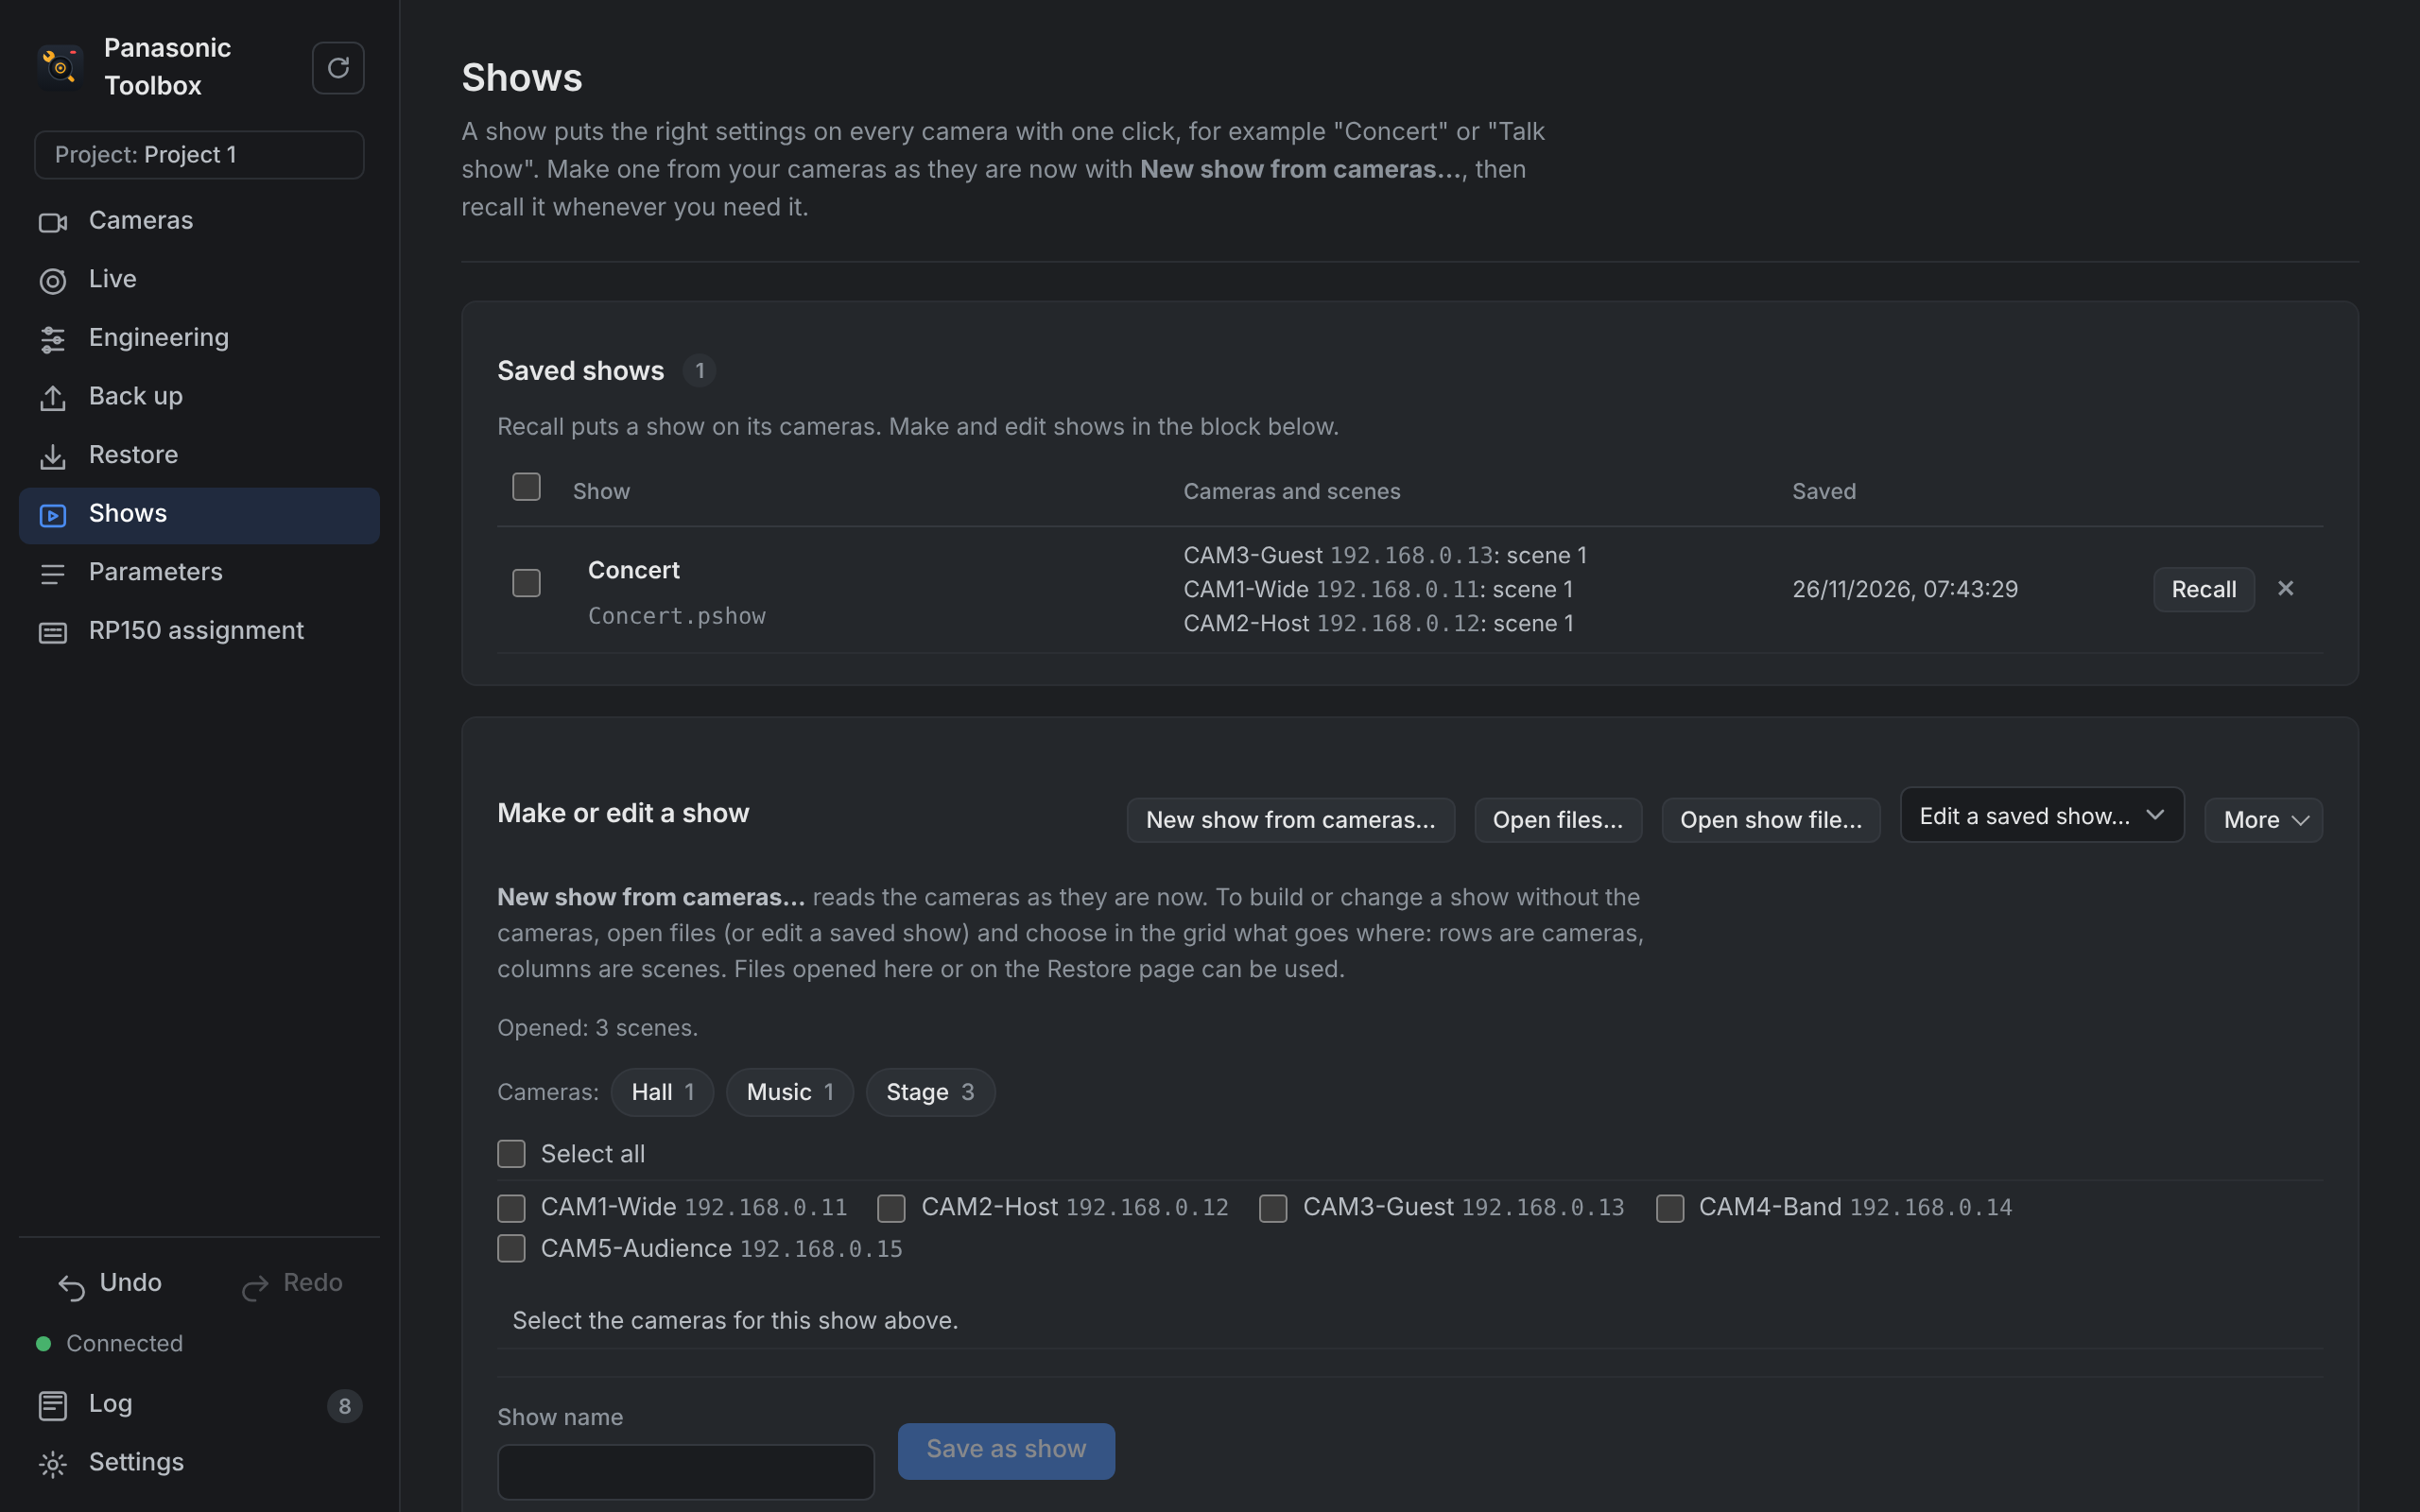 Panasonic
Toolbox
Project: Project 1
Cameras
Live
Engineering
Back up
Restore
Shows
Parameters
RP150 assignment
Undo
Redo
Connected
Log
8
Settings
Shows
A show puts the right settings on every camera with one click, for example "Concert" or "Talk
show". Make one from your cameras as they are now with New show from cameras..., then
recall it whenever you need it.
Saved shows 1
Recall puts a show on its cameras. Make and edit shows in the block below.
Show Cameras and scenes Saved
Concert
Concert.pshow
CAM3-Guest 192.168.0.13: scene 1
CAM1-Wide 192.168.0.11: scene 1
CAM2-Host 192.168.0.12: scene 1
26/11/2026, 07:43:29
Recall
Make or edit a show
New show from cameras... Open files... Open show file... Edit a saved show... More
New show from cameras... reads the cameras as they are now. To build or change a show without the
cameras, open files (or edit a saved show) and choose in the grid what goes where: rows are cameras,
columns are scenes. Files opened here or on the Restore page can be used.
Opened: 3 scenes.
Cameras: Hall 1 Music 1 Stage 3
Select all
CAM1-Wide 192.168.0.11 CAM2-Host 192.168.0.12 CAM3-Guest 192.168.0.13 CAM4-Band 192.168.0.14
CAM5-Audience 192.168.0.15
Select the cameras for this show above.
Show name
Save as show